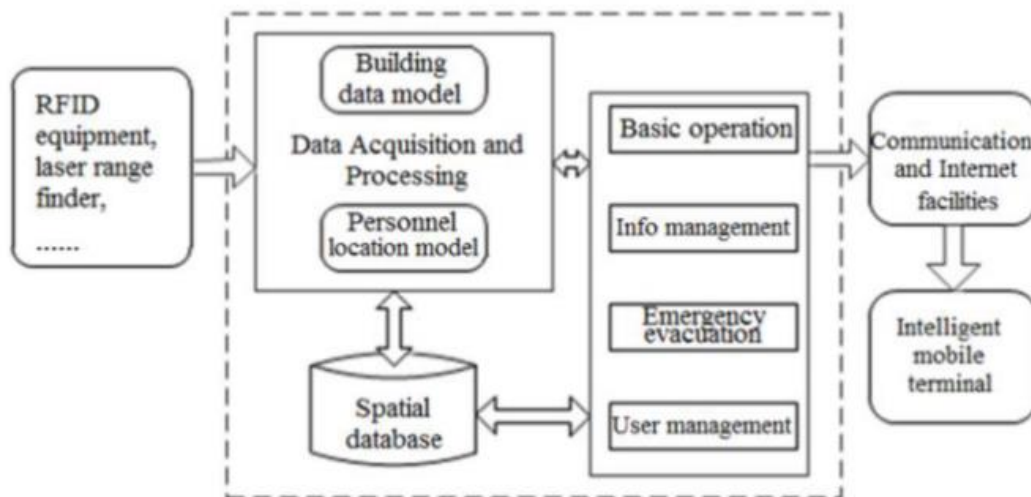 RFID
equipment,
laser range
finder,
......
Building
data model
Data Acquisition and
Processing
Personnel
location model
Spatial
database
Basic operation
Info management
Emergency
evacuation
User management
Communication
and Internet
facilities
Intelligent
mobile
terminal